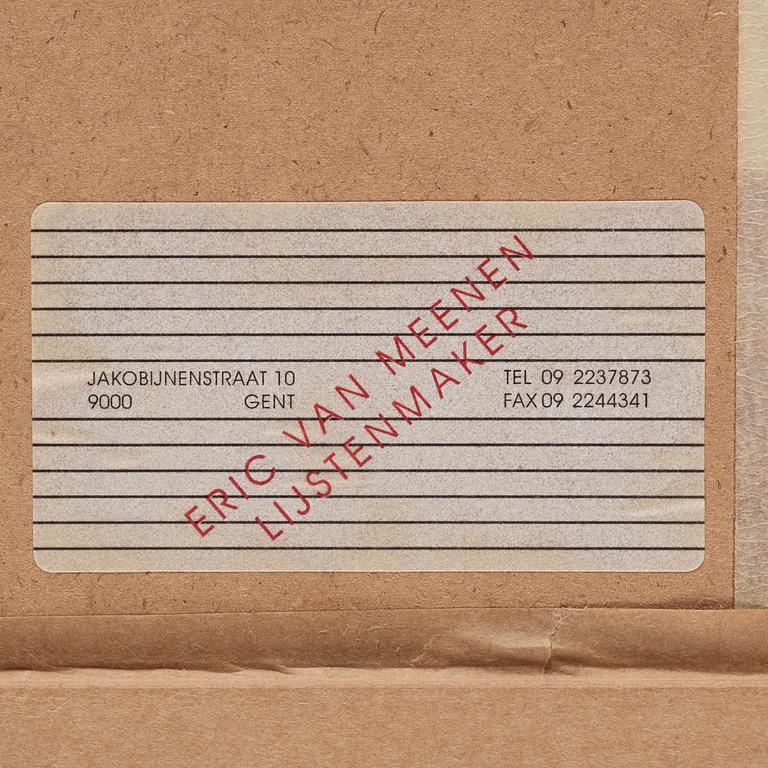 ERIC VAN MEENEN
LIJSTENMAKER
JAKOBIJNENSTRAAT 10
9000 GENT
TEL 09 2237873
FAX 09 2244341